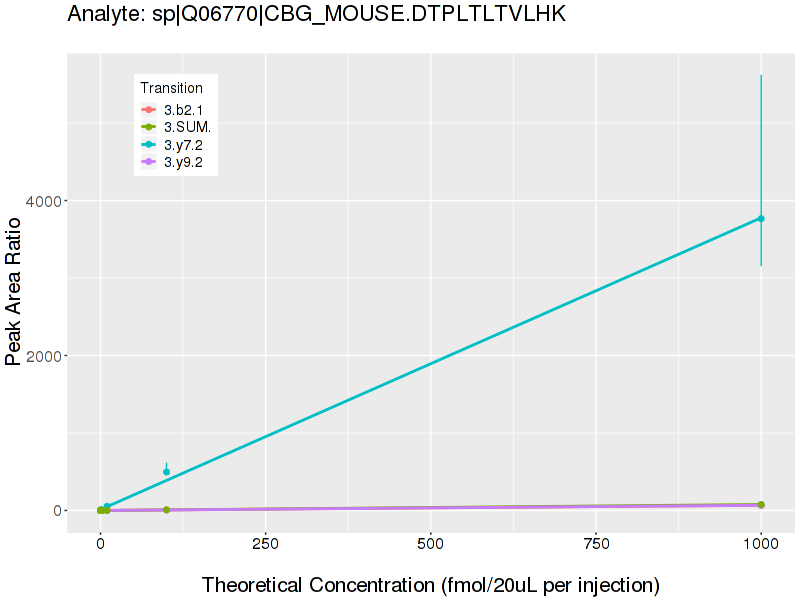 Analyte: sp|Q06770|CBG_MOUSE.DTPLTLTVLHK
Transition
3.b2.1
3.SUM.
3.y7.2
3.y9.2
4000
2000
0
Peak Area Ratio
0 250 500 750 1000
Theoretical Concentration (fmol/20uL per injection)